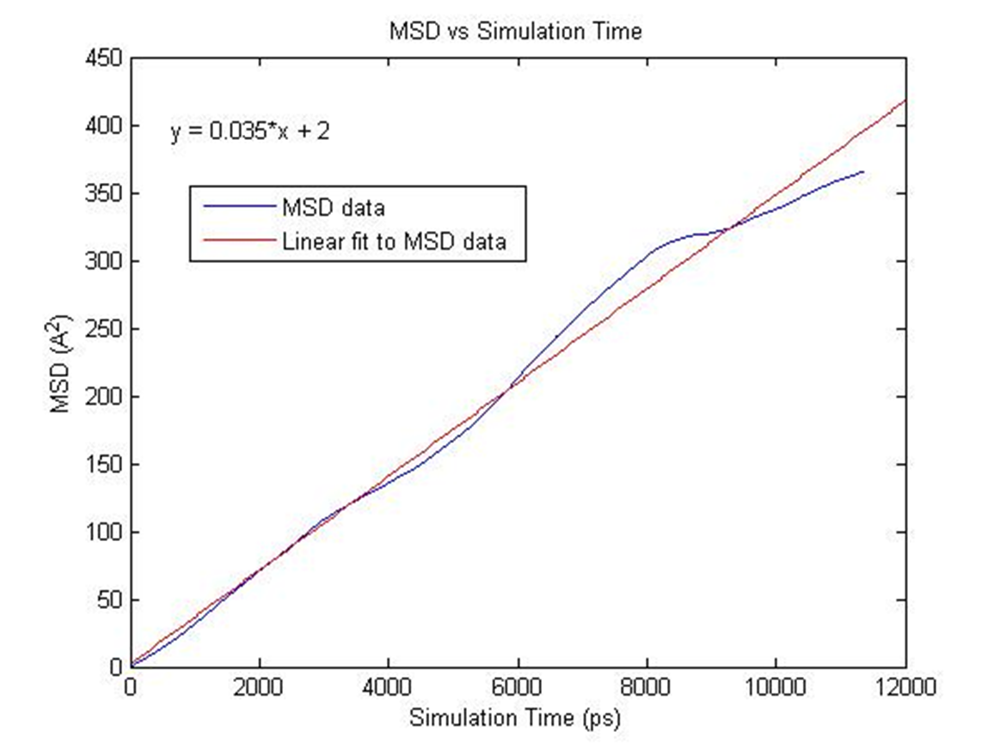 MSD vs Simulation Time
450
400
350
300
250
200
150
100
50
0
y = 0.035*x + 2
MSD data
Linear fit to MSD data
MSD (A²)
0 2000 4000 6000 8000 10000 12000
Simulation Time (ps)